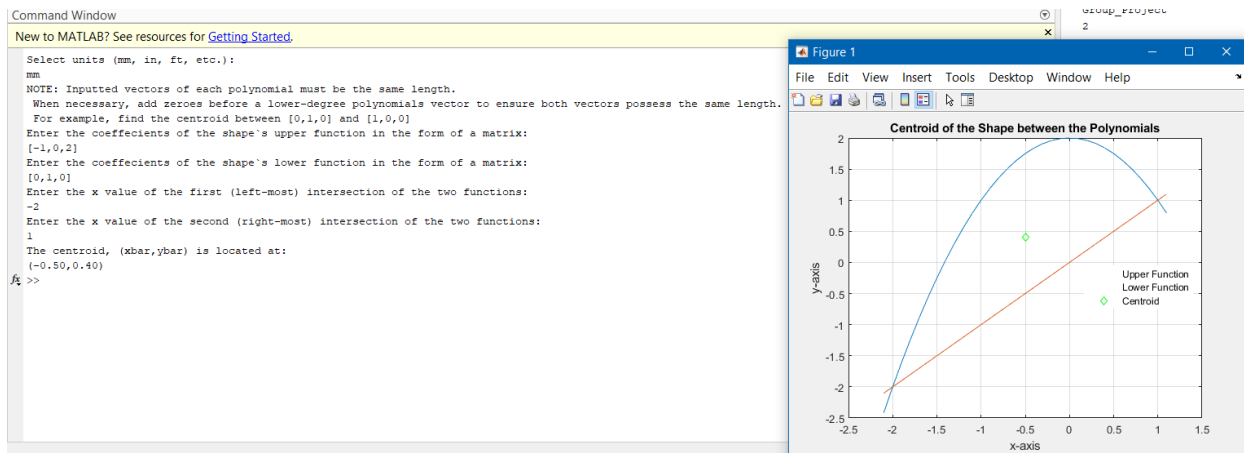 Command Window
New to MATLAB? See resources for Getting Started.
Select units (mm, in, ft, etc.):
mm
NOTE: Inputted vectors of each polynomial must be the same length.
When necessary, add zeroes before a lower-degree polynomials vector to ensure both vectors possess the same length.
For example, find the centroid between [0,1,0] and [1,0,0]
Enter the coeffecients of the shape`s upper function in the form of a matrix:
[-1,0,2]
Enter the coeffecients of the shape`s lower function in the form of a matrix:
[0,1,0]
Enter the x value of the first (left-most) intersection of the two functions:
-2
Enter the x value of the second (right-most) intersection of the two functions:
1
The centroid, (xbar,ybar) is located at:
(-0.50,0.40)
fx >>
Group_Project
2
Figure 1
File Edit View Insert Tools Desktop Window Help
Centroid of the Shape between the Polynomials
2
1.5
1
0.5
0
-0.5
-1
-1.5
-2
-2.5
y-axis
Upper Function
Lower Function
Centroid
-2.5 -2 -1.5 -1 -0.5 0 0.5 1 1.5
x-axis